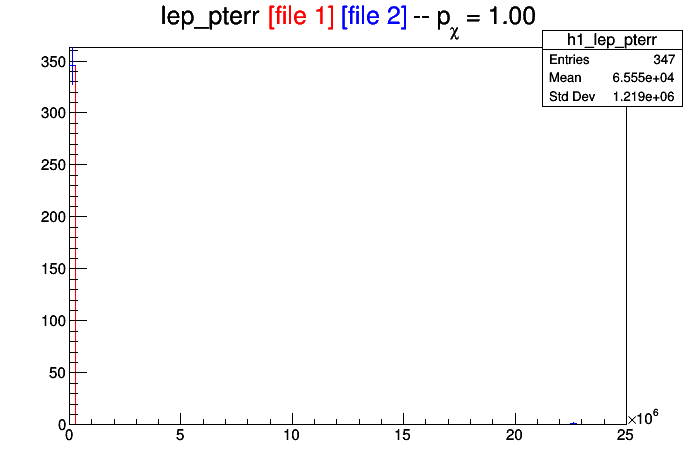 lep_pterr [file 1] [file 2] -- pχ = 1.00
h1_lep_pterr
Entries 347
Mean 6.555e+04
Std Dev 1.219e+06
350
300
250
200
150
100
50
0
0 5 10 15 20 25
×10⁶